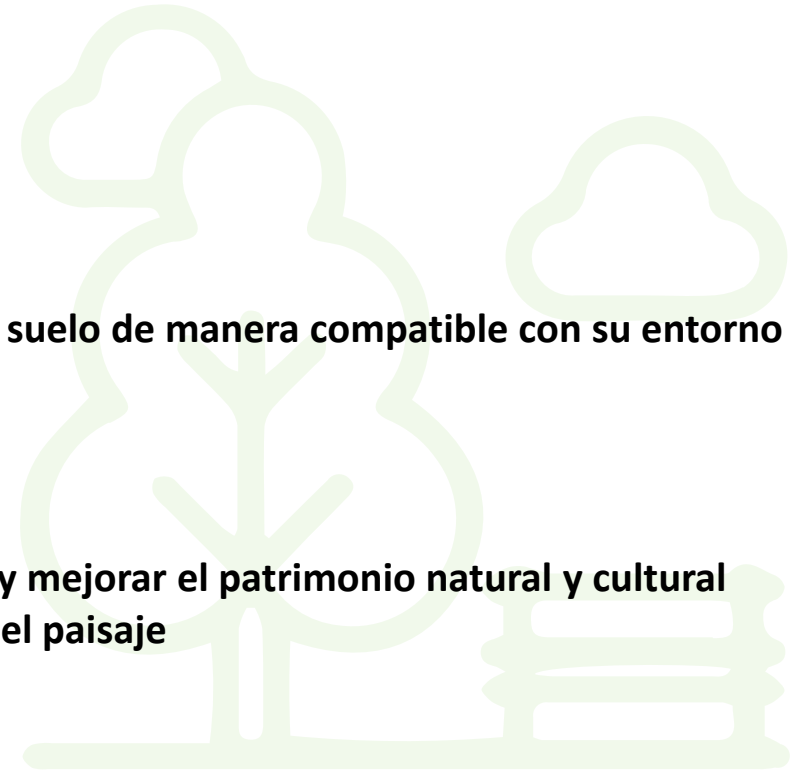 suelo de manera compatible con su entorno
y mejorar el patrimonio natural y cultural
el paisaje